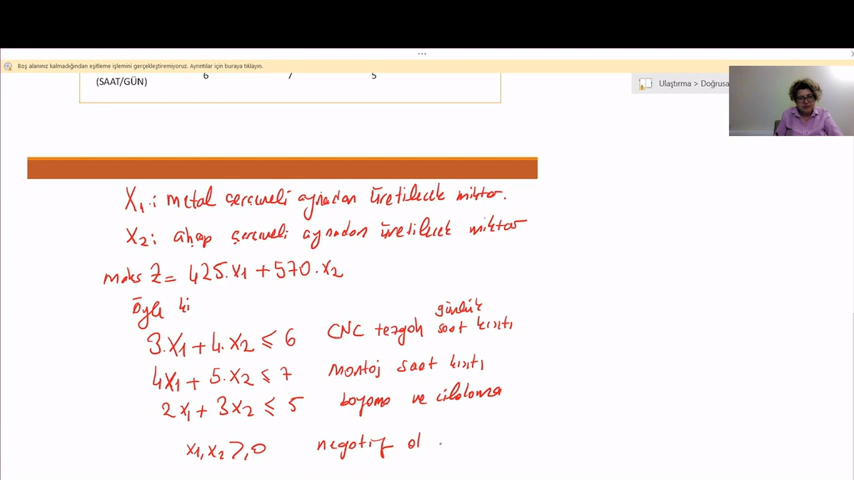 Boş alanınız kalmadığından eşitleme işlemini gerçekleştiremiyoruz. Ayrıntılar için buraya tıklayın.
(SAAT/GÜN) 6 7 5
Ulaştırma > Doğrusa
X₁ : metal çerçeveli aynadan üretilecek miktar.
X₂ : ahşap çerçeveli aynadan üretilecek miktar
maks Z = 425.x₁ + 570.x₂
Öyle ki
3.X₁ + 4.X₂ ≤ 6 CNC tezgah günlük saat kısıtı
4X₁ + 5.X₂ ≤ 7 montaj saat kısıtı
2x₁ + 3x₂ ≤ 5 boyama ve cilalama
x₁, x₂ ≥ 0 negatif ol